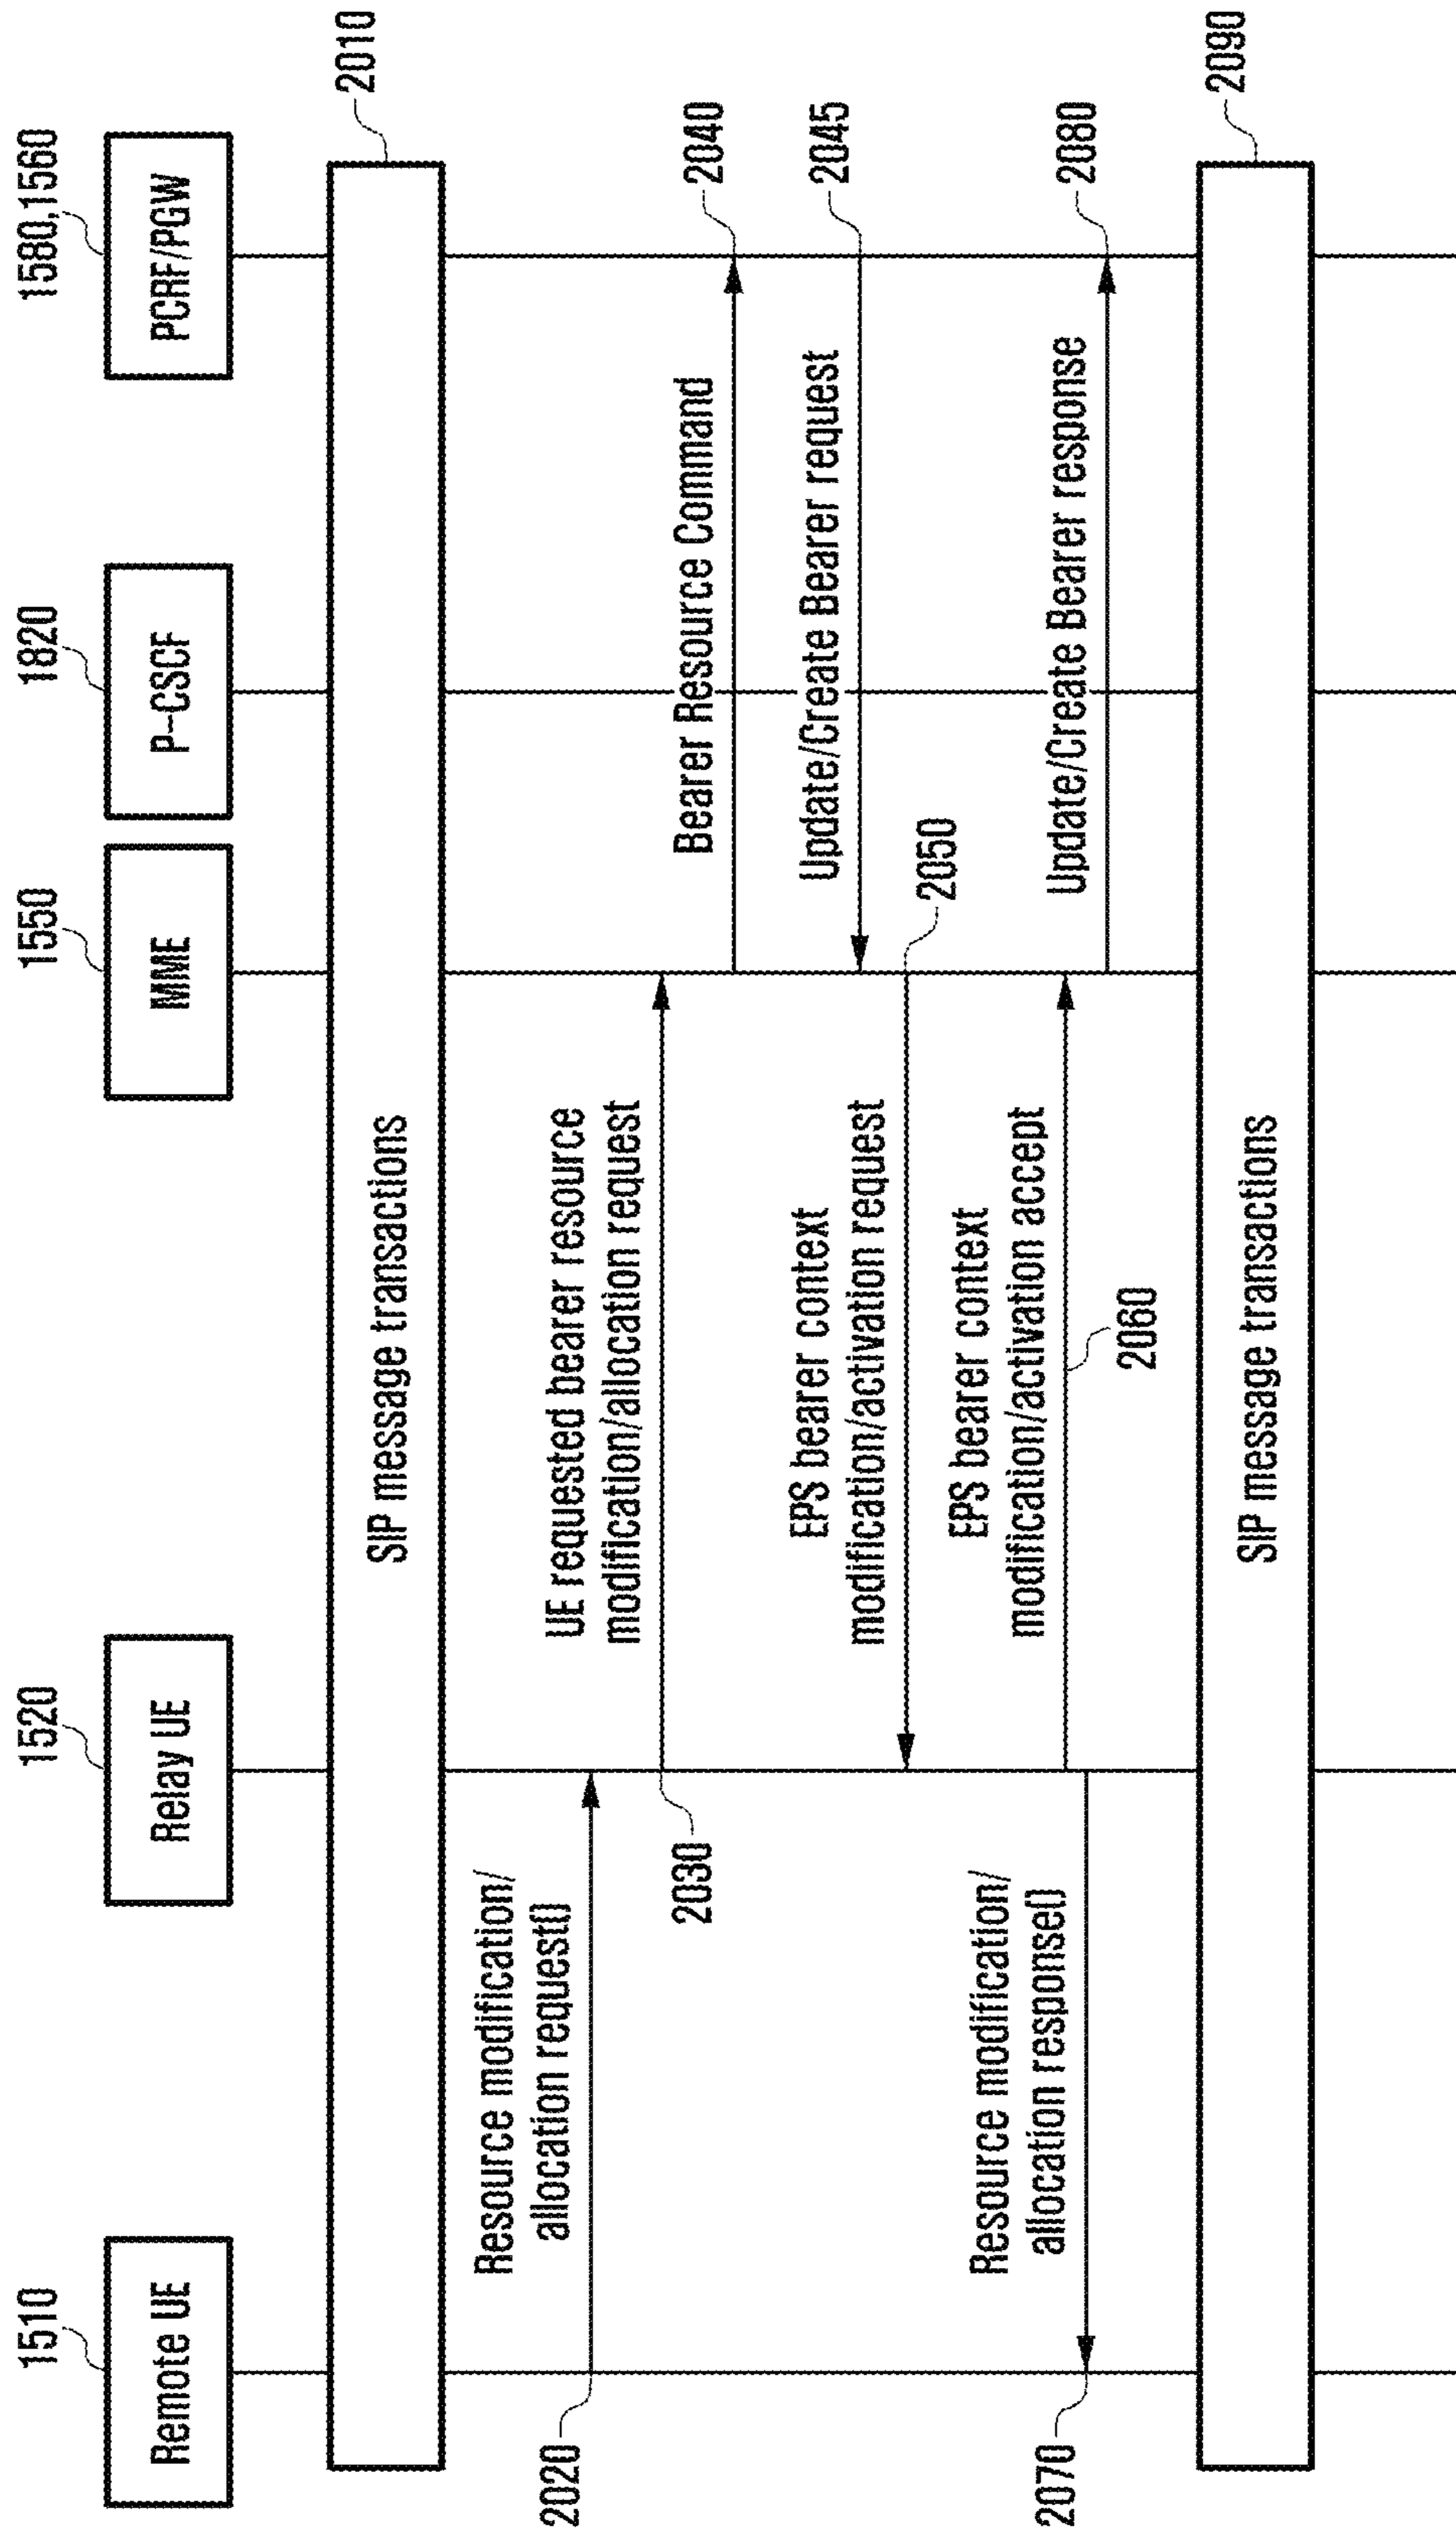 1510
1520
1550
1820
1580,1560
Remote UE
Relay UE
MME
P-CSCF
PCRF/PGW
SIP message transactions
2010
Resource modification/
allocation request()
2020
UE requested bearer resource
modification/allocation request
2030
Bearer Resource Command
2040
Update/Create Bearer request
2045
EPS bearer context
modification/activation request
2050
EPS bearer context
modification/activation accept
2060
Resource modification/
allocation response()
2070
Update/Create Bearer response
2080
SIP message transactions
2090